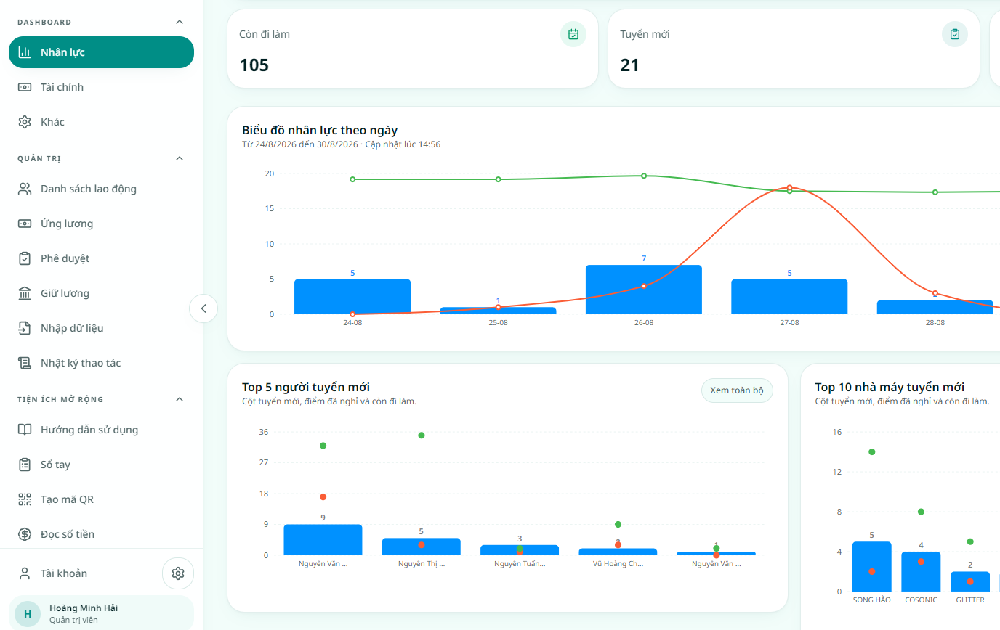 DASHBOARD
Nhân lực
Tài chính
Khác
QUẢN TRỊ
Danh sách lao động
Ứng lương
Phê duyệt
Giữ lương
Nhập dữ liệu
Nhật ký thao tác
TIỆN ÍCH MỞ RỘNG
Hướng dẫn sử dụng
Sổ tay
Tạo mã QR
Đọc số tiền
Tài khoản
H
Hoàng Minh Hải
Quản trị viên
Còn đi làm
105
Tuyển mới
21
Biểu đồ nhân lực theo ngày
Từ 24/8/2026 đến 30/8/2026 · Cập nhật lúc 14:56
20
15
10
5
0
5
1
7
5
24-08
25-08
26-08
27-08
28-08
Top 5 người tuyển mới
Cột tuyển mới, điểm đã nghỉ và còn đi làm.
Xem toàn bộ
36
27
18
9
0
9
5
3
1
Nguyễn Văn ...
Nguyễn Thị ...
Nguyễn Tuấn...
Vũ Hoàng Ch...
Nguyễn Văn ...
Top 10 nhà máy tuyển mới
Cột tuyển mới, điểm đã nghỉ và còn đi làm.
16
12
8
4
0
5
4
2
SONG HÀO
COSONIC
GLITTER